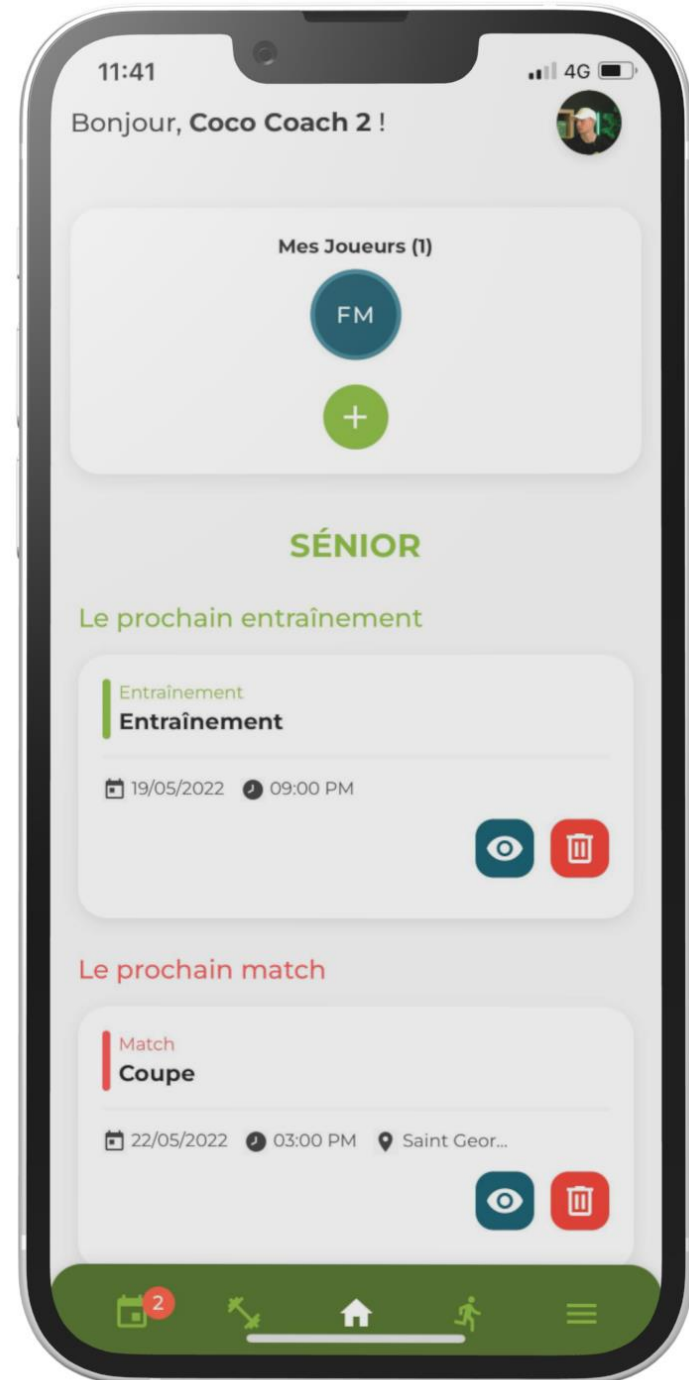 11:41
4G
Bonjour, Coco Coach 2 !
Mes Joueurs (1)
FM
+
SÉNIOR
Le prochain entraînement
Entraînement
Entraînement
19/05/2022 09:00 PM
Le prochain match
Match
Coupe
22/05/2022 03:00 PM Saint Geor...
2